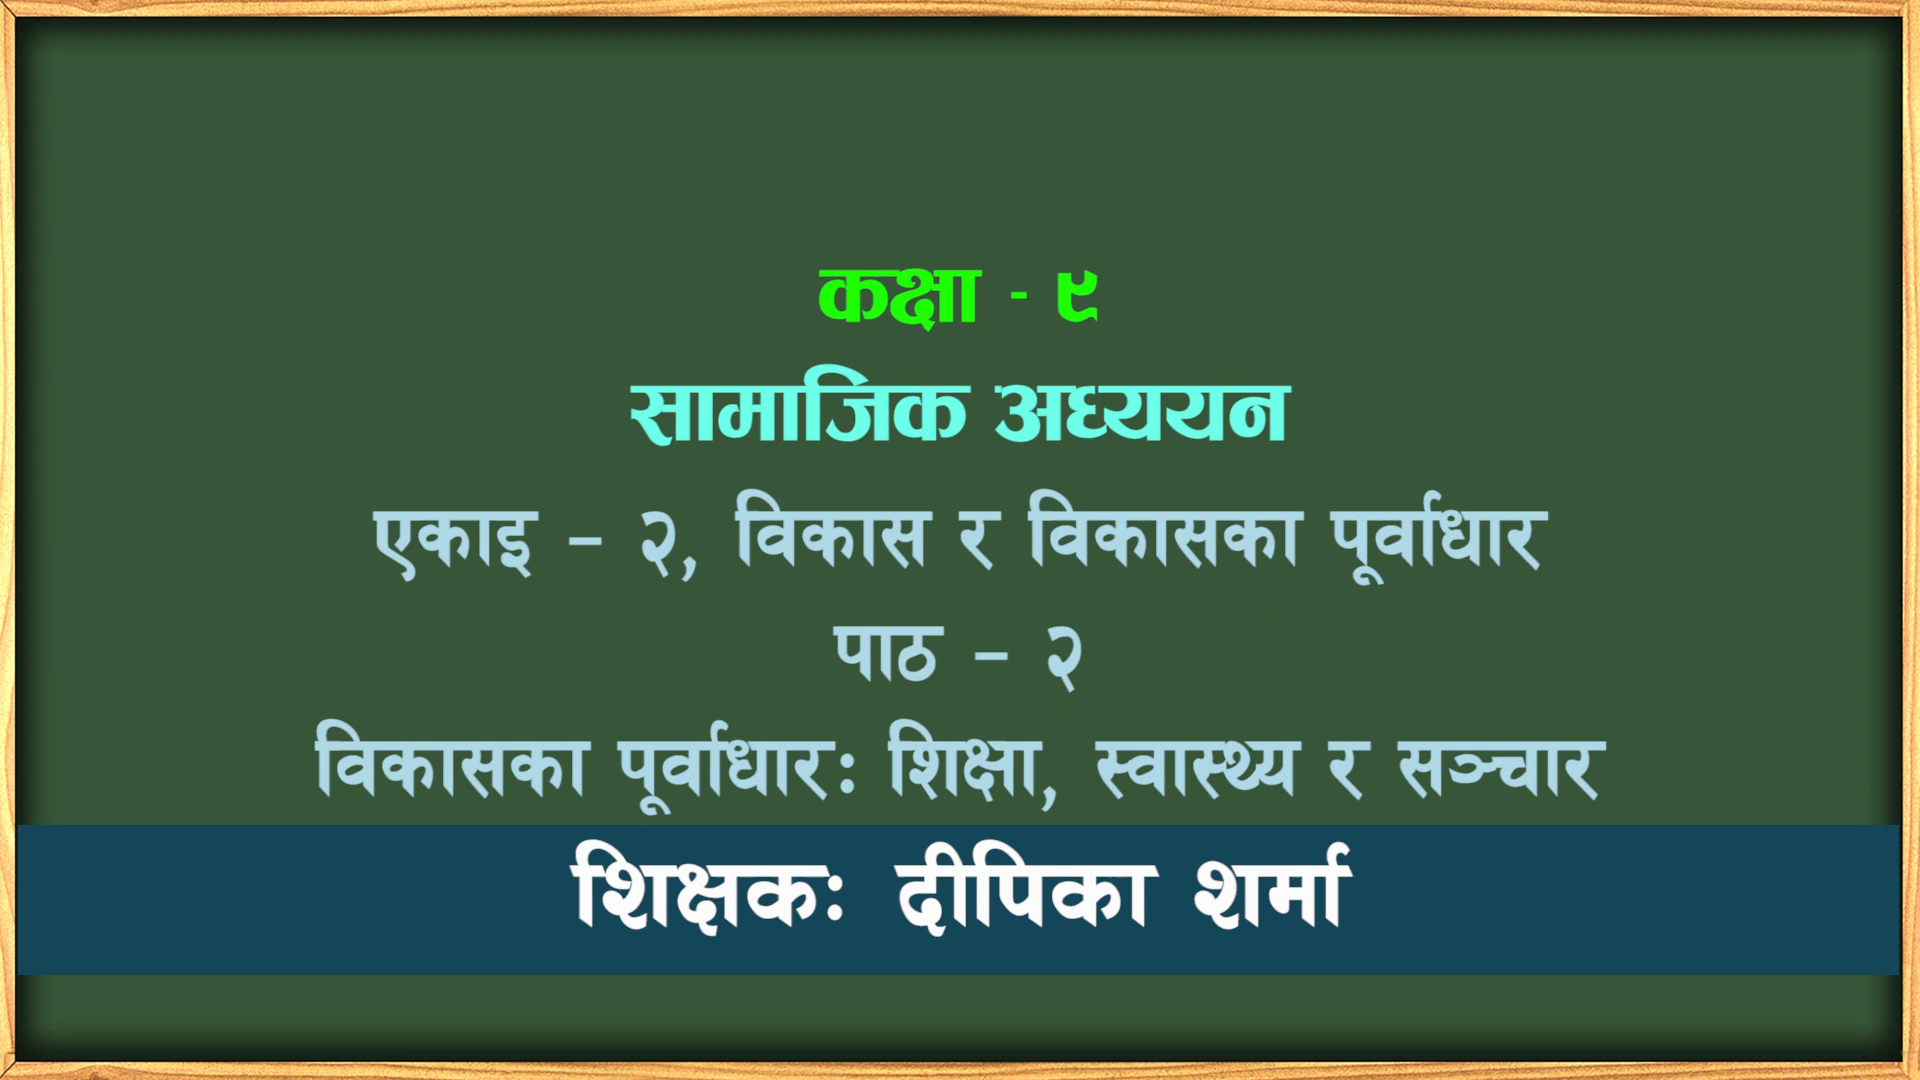 कक्षा - ९
सामाजिक अध्ययन
एकाइ – २, विकास र विकासका पूर्वाधार
पाठ – २
विकासका पूर्वाधार: शिक्षा, स्वास्थ्य र सञ्चार
शिक्षक: दीपिका शर्मा